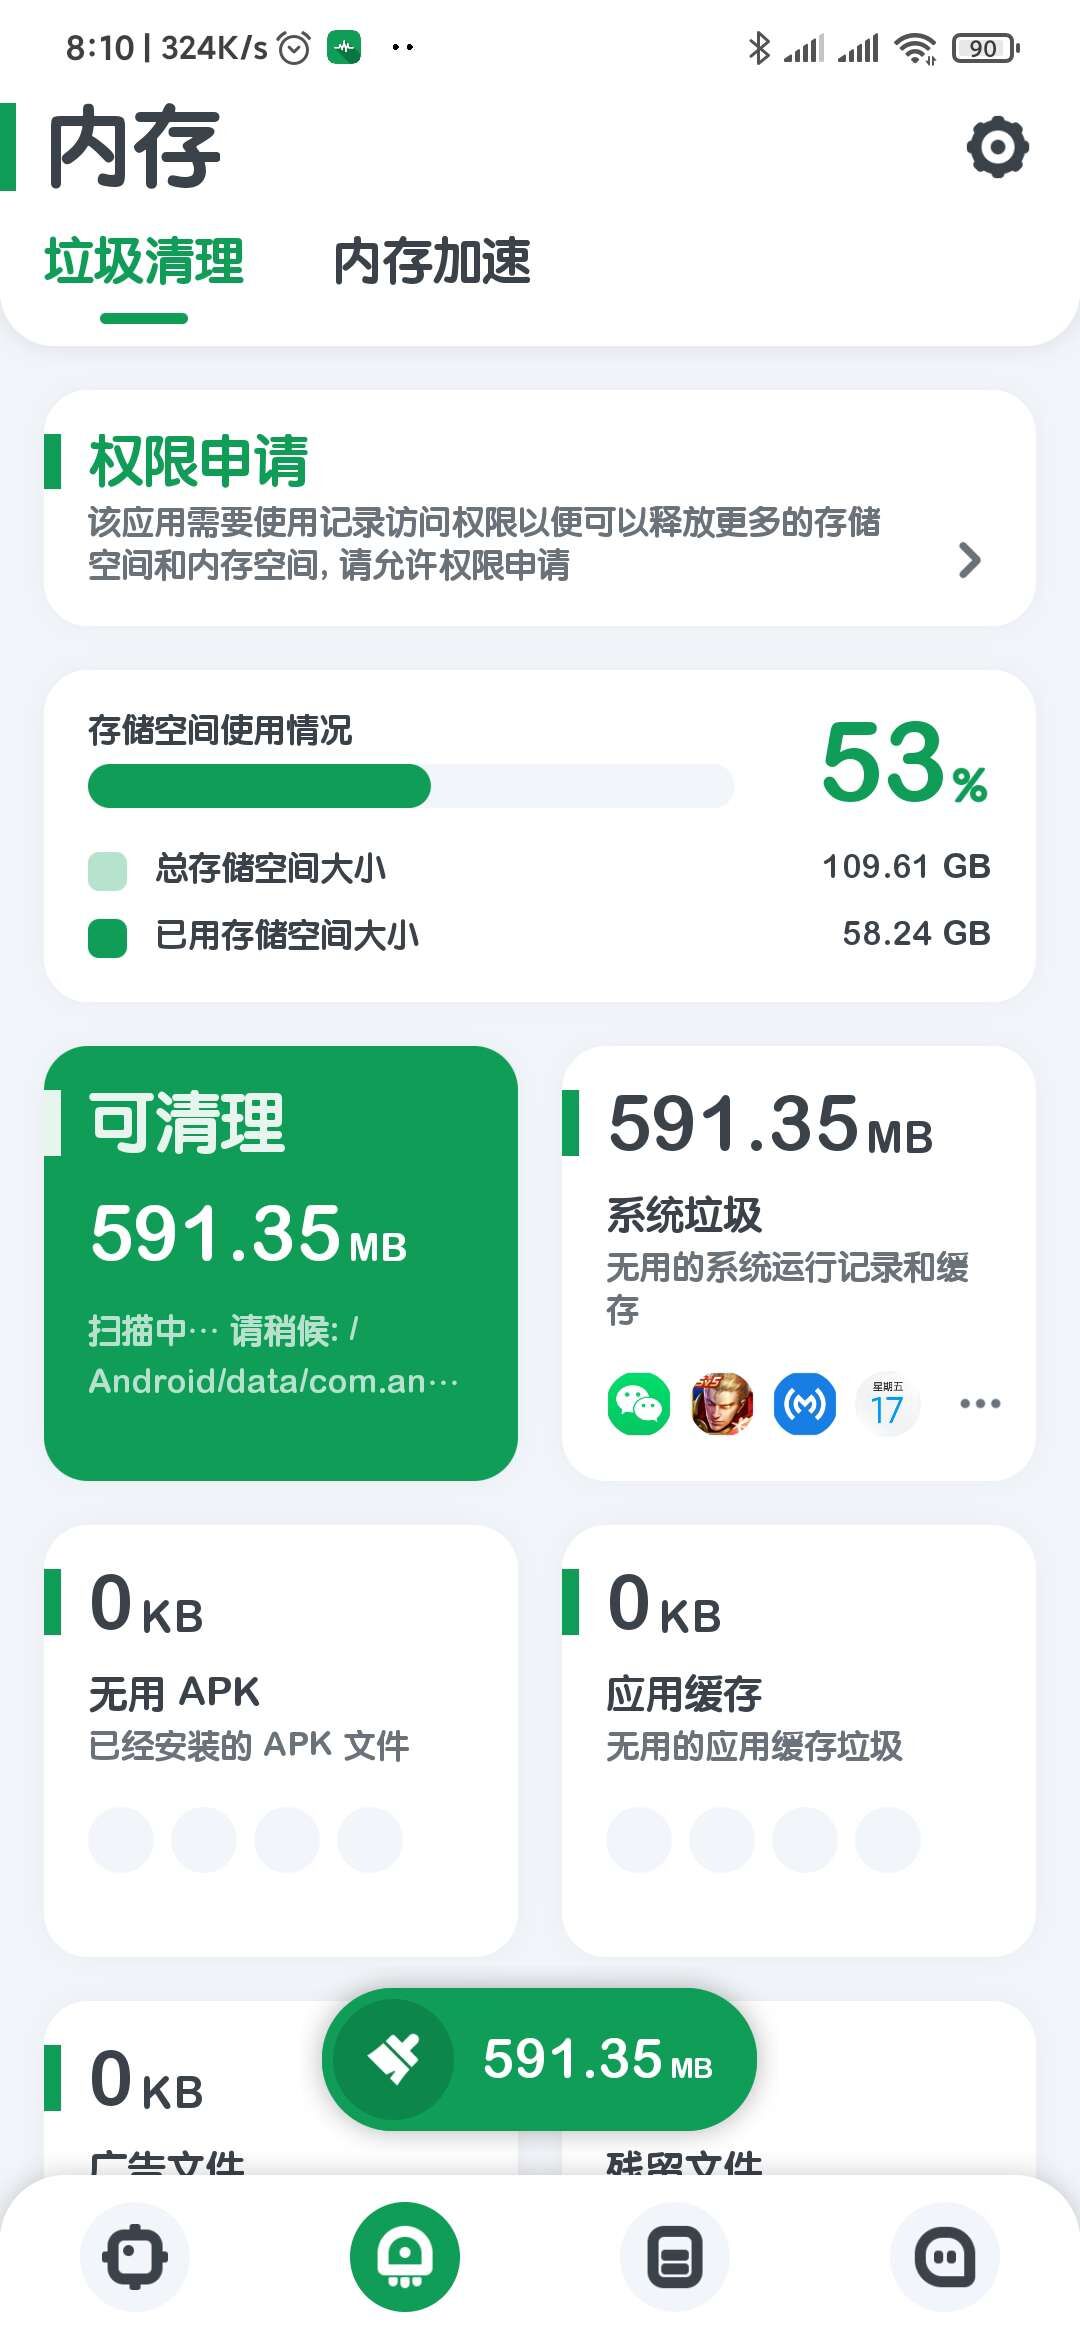 8:10 | 324K/s
90
内存
垃圾清理 内存加速
权限申请
该应用需要使用记录访问权限以便可以释放更多的存储
空间和内存空间, 请允许权限申请
存储空间使用情况
53%
总存储空间大小 109.61 GB
已用存储空间大小 58.24 GB
可清理
591.35 MB
扫描中… 请稍候: /
Android/data/com.an…
591.35 MB
系统垃圾
无用的系统运行记录和缓
存
5V5
星期五
17
0 KB
无用 APK
已经安装的 APK 文件
0 KB
应用缓存
无用的应用缓存垃圾
0 KB
广告文件
591.35 MB
残留文件